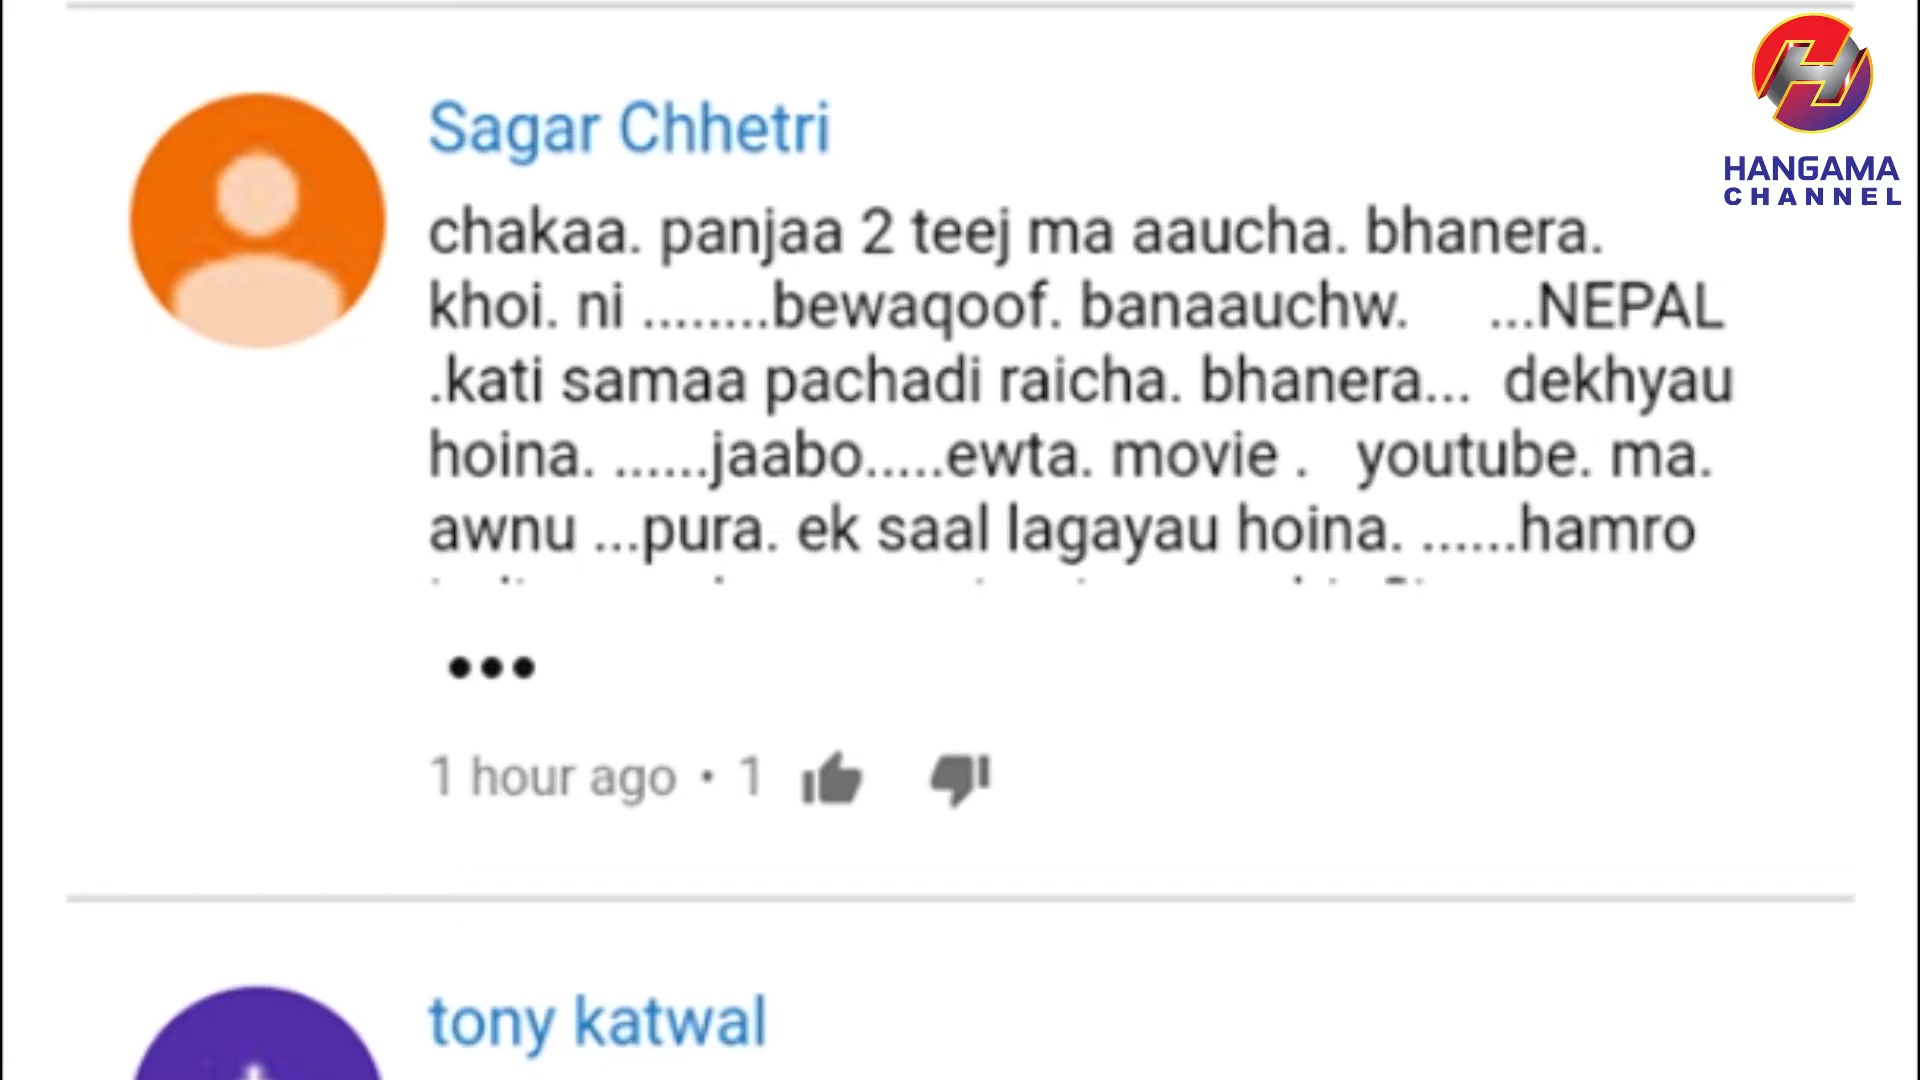 HANGAMA
CHANNEL
Sagar Chhetri
chakaa. panjaa 2 teej ma aaucha. bhanera.
khoi. ni ........bewaqoof. banaauchw. ...NEPAL
.kati samaa pachadi raicha. bhanera... dekhyau
hoina. ......jaabo.....ewta. movie . youtube. ma.
awnu ...pura. ek saal lagayau hoina. ......hamro
•••
1 hour ago • 1
tony katwal